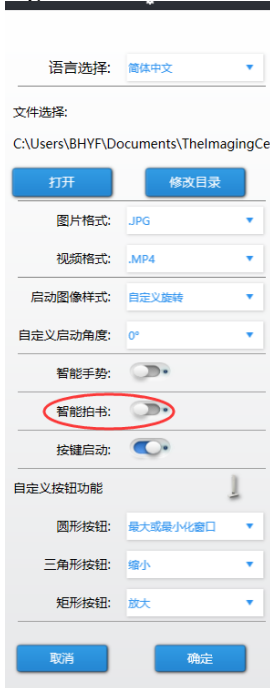 语言选择: 简体中文
文件选择:
C:\Users\BHYF\Documents\TheImagingCe
打开 修改目录
图片格式: .JPG
视频格式: .MP4
启动图像样式: 自定义旋转
自定义启动角度: 0°
智能手势:
智能拍书:
按键启动:
自定义按钮功能
圆形按钮: 最大或最小化窗口
三角形按钮: 缩小
矩形按钮: 放大
取消 确定